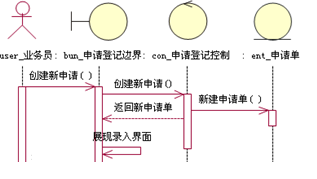 user_业务员: bun_申请登记边界: con_申请登记控制 : ent_申请单
创建新申请( )
创建新申请()
返回新申请单
新建申请单( )
展现录入界面